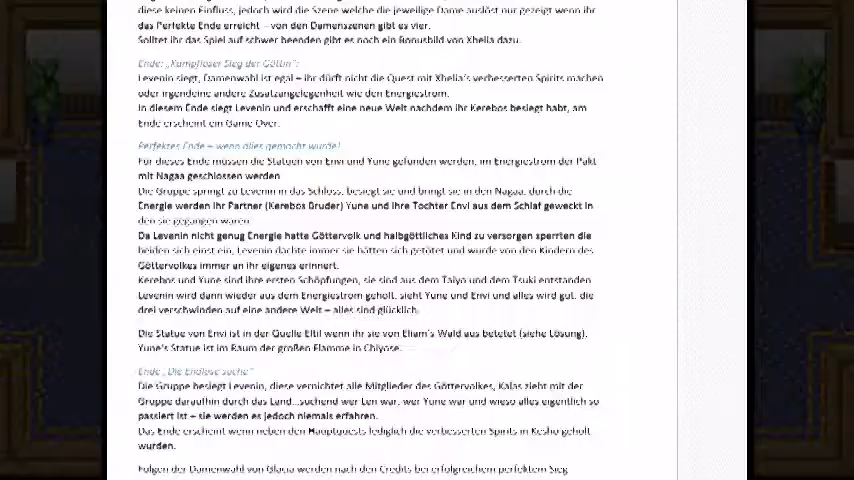 diese keinen Einfluss, jedoch wird die Szene welche die jeweilige Dame auslöst nur gezeigt wenn ihr
das Perfekte Ende erreicht – von den Damenszenen gibt es vier.
Solltet ihr das Spiel auf schwer beenden gibt es noch ein Bonusbild von Xhelia dazu.
Ende: „Kampfloser Sieg der Göttin":
Levenin siegt, Damenwahl ist egal – ihr dürft nicht die Quest mit Xhelia's verbesserten Spirits machen
oder irgendeine andere Zusatzangelegenheit wie den Energiestrom.
In diesem Ende siegt Levenin und erschafft eine neue Welt nachdem ihr Kerebos besiegt habt, am
Ende erscheint ein Game Over.
Perfektes Ende – wenn alles gemacht wurde!
Für dieses Ende müssen die Statuen von Envi und Yune gefunden werden, im Energiestrom der Pakt
mit Nagaa geschlossen werden
Die Gruppe springt zu Levenin in das Schloss, besiegt sie und bringt sie in den Nagaa, durch die
Energie werden ihr Partner (Kerebos Bruder) Yune und ihre Tochter Envi aus dem Schlaf geweckt in
den sie gegangen waren
Da Levenin nicht genug Energie hatte Göttervolk und halbgöttliches Kind zu versorgen sperrten die
beiden sich einst ein, Levenin dachte immer sie hätten sich getötet und wurde von den Kindern des
Göttervolkes immer an ihr eigenes erinnert.
Kerebos und Yune sind ihre ersten Schöpfungen, sie sind aus dem Taiyo und dem Tsuki entstanden
Levenin wird dann wieder aus dem Energiestrom geholt, sieht Yune und Envi und alles wird gut, die
drei verschwinden auf eine andere Welt – alles sind glücklich.
Die Statue von Envi ist in der Quelle Eltil wenn ihr sie von Eliam's Wald aus betetet (siehe Lösung).
Yune's Statue ist im Raum der großen Flamme in Chiyose.
Ende „Die Endlose suche"
Die Gruppe besiegt Levenin, diese vernichtet alle Mitglieder des Göttervolkes, Kalas zieht mit der
Gruppe daraufhin durch das Land...suchend wer Len war, wer Yune war und wieso alles eigentlich so
passiert ist – sie werden es jedoch niemals erfahren.
Das Ende erscheint wenn neben den Hauptquests lediglich die verbesserten Spirits in Kesho geholt
wurden.
Folgen der Damenwahl von Glacia werden nach den Credits bei erfolgreichem perfektem Sieg